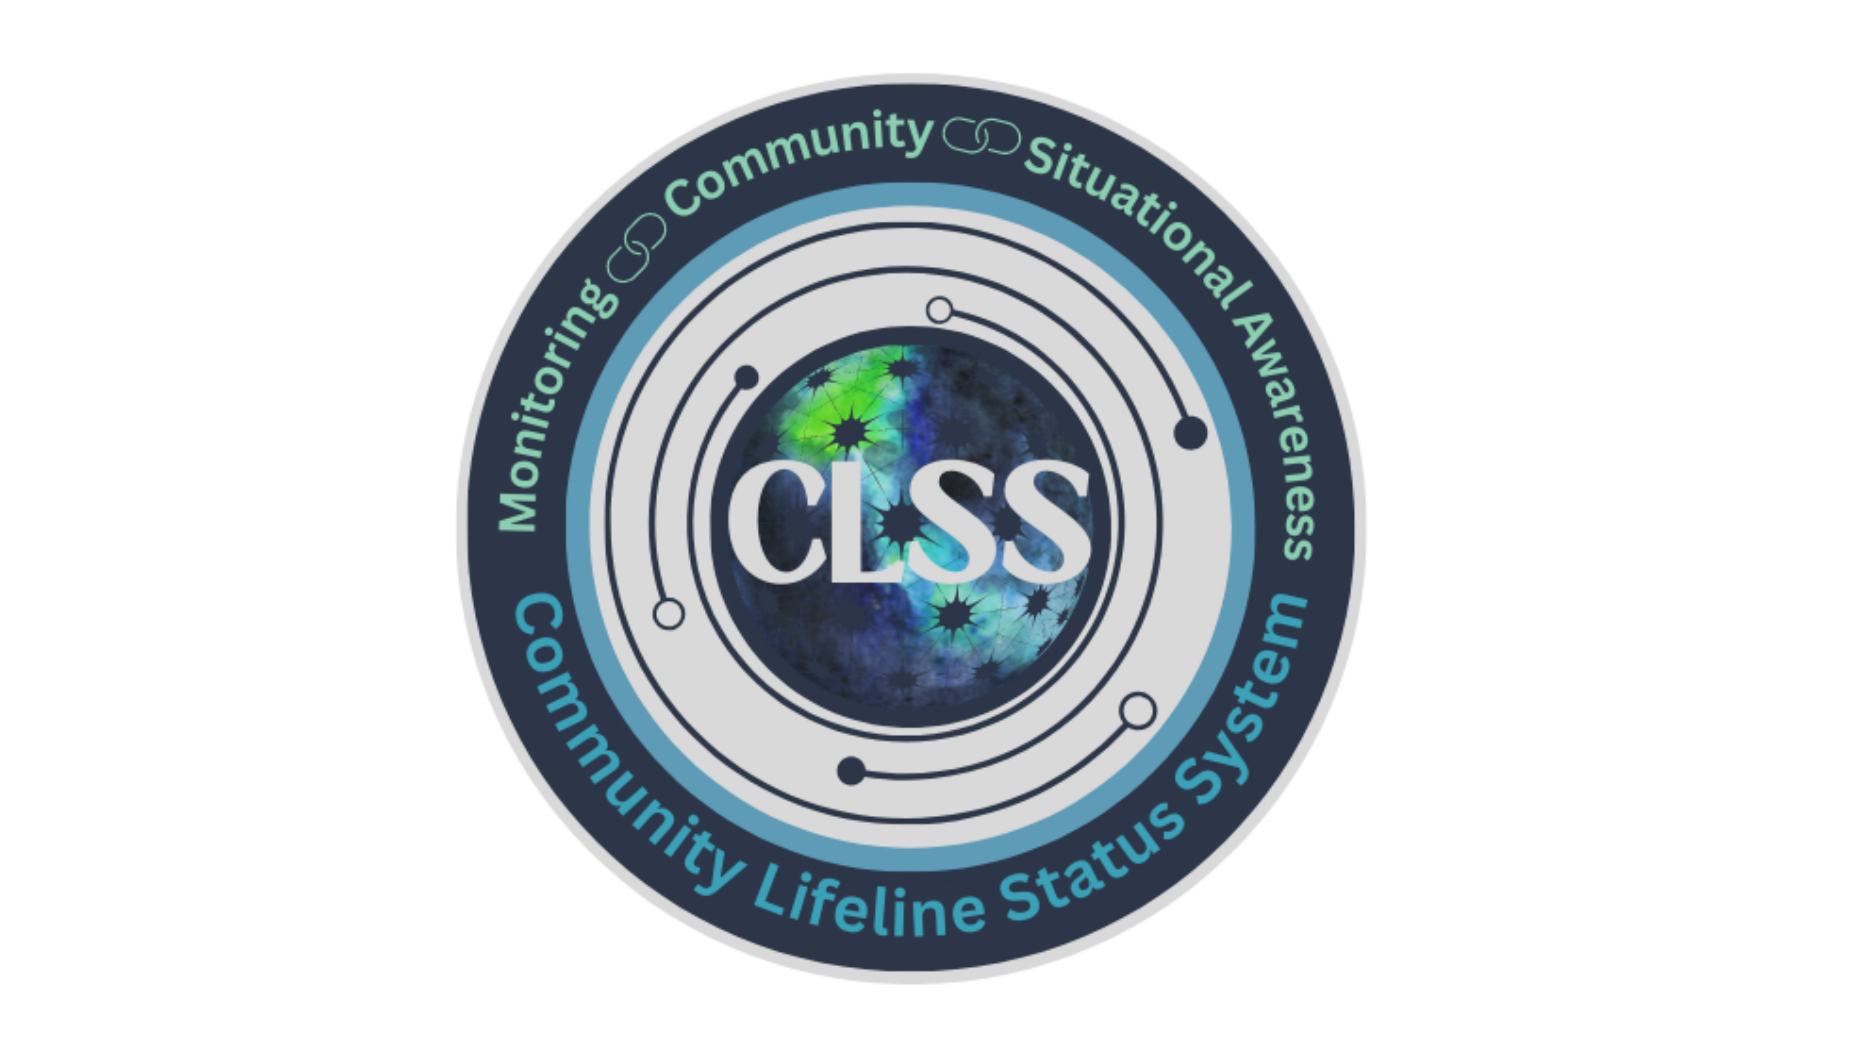 Monitoring Community Situational Awareness
CLSS
Community Lifeline Status System